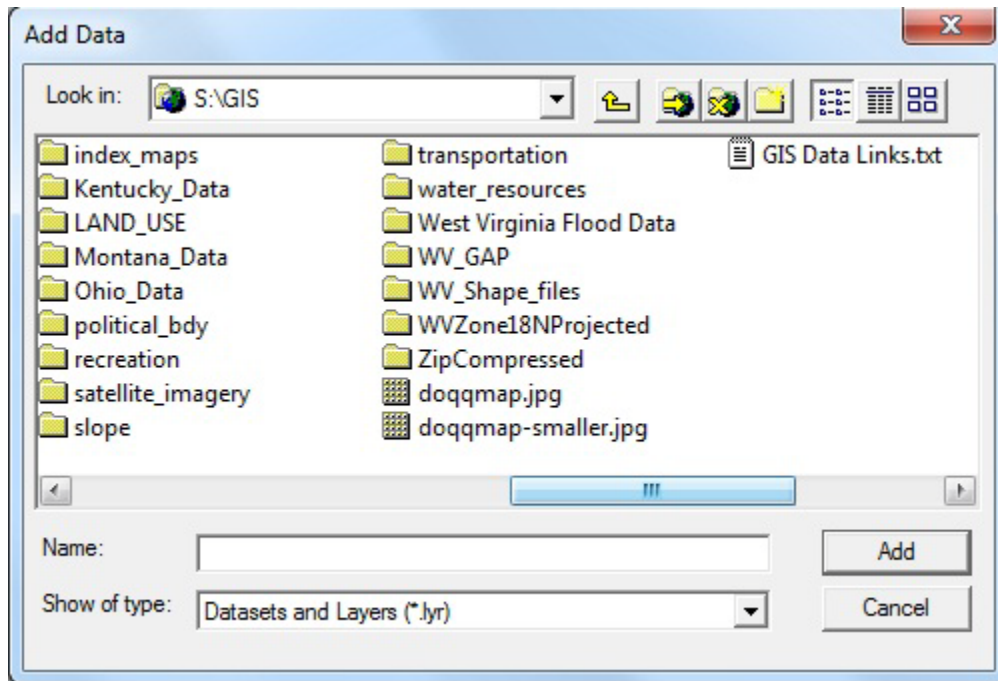 Add Data
Look in: S:\GIS
index_maps
Kentucky_Data
LAND_USE
Montana_Data
Ohio_Data
political_bdy
recreation
satellite_imagery
slope
transportation
water_resources
West Virginia Flood Data
WV_GAP
WV_Shape_files
WVZone18NProjected
ZipCompressed
doqqmap.jpg
doqqmap-smaller.jpg
GIS Data Links.txt
Name:
Add
Show of type: Datasets and Layers (*.lyr)
Cancel